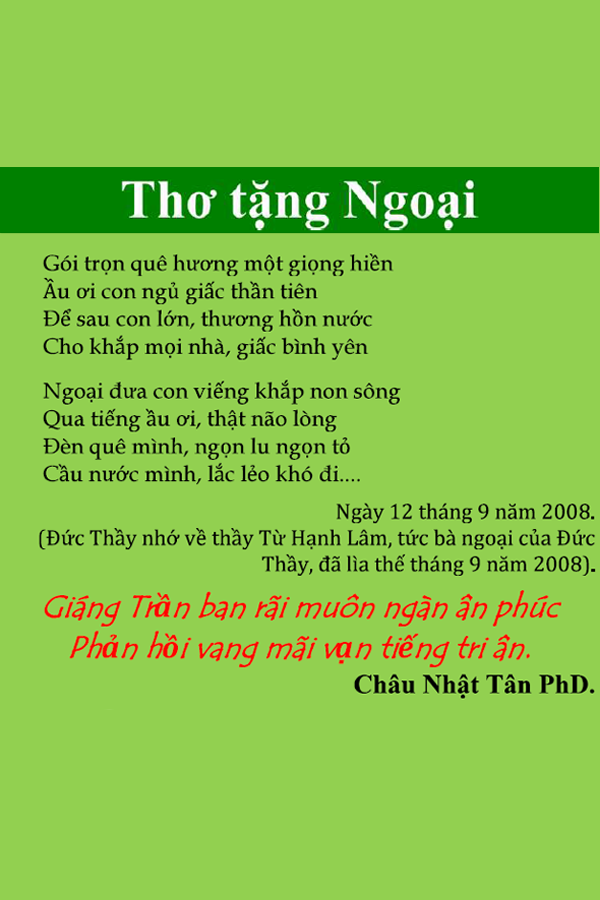 Thơ tặng Ngoại
Gói trọn quê hương một giọng hiền
Ầu ơi con ngủ giấc thần tiên
Để sau con lớn, thương hồn nước
Cho khắp mọi nhà, giấc bình yên
Ngoại đưa con viếng khắp non sông
Qua tiếng ầu ơi, thật não lòng
Đèn quê mình, ngọn lu ngọn tỏ
Cầu nước mình, lắc lẻo khó đi....
Ngày 12 tháng 9 năm 2008.
(Đức Thầy nhớ về thầy Từ Hạnh Lâm, tức bà ngoại của Đức
Thầy, đã lìa thế tháng 9 năm 2008).
Giáng Trần ban rãi muôn ngàn ân phúc
Phản hồi vang mãi vạn tiếng tri ân.
Châu Nhật Tân PhD.